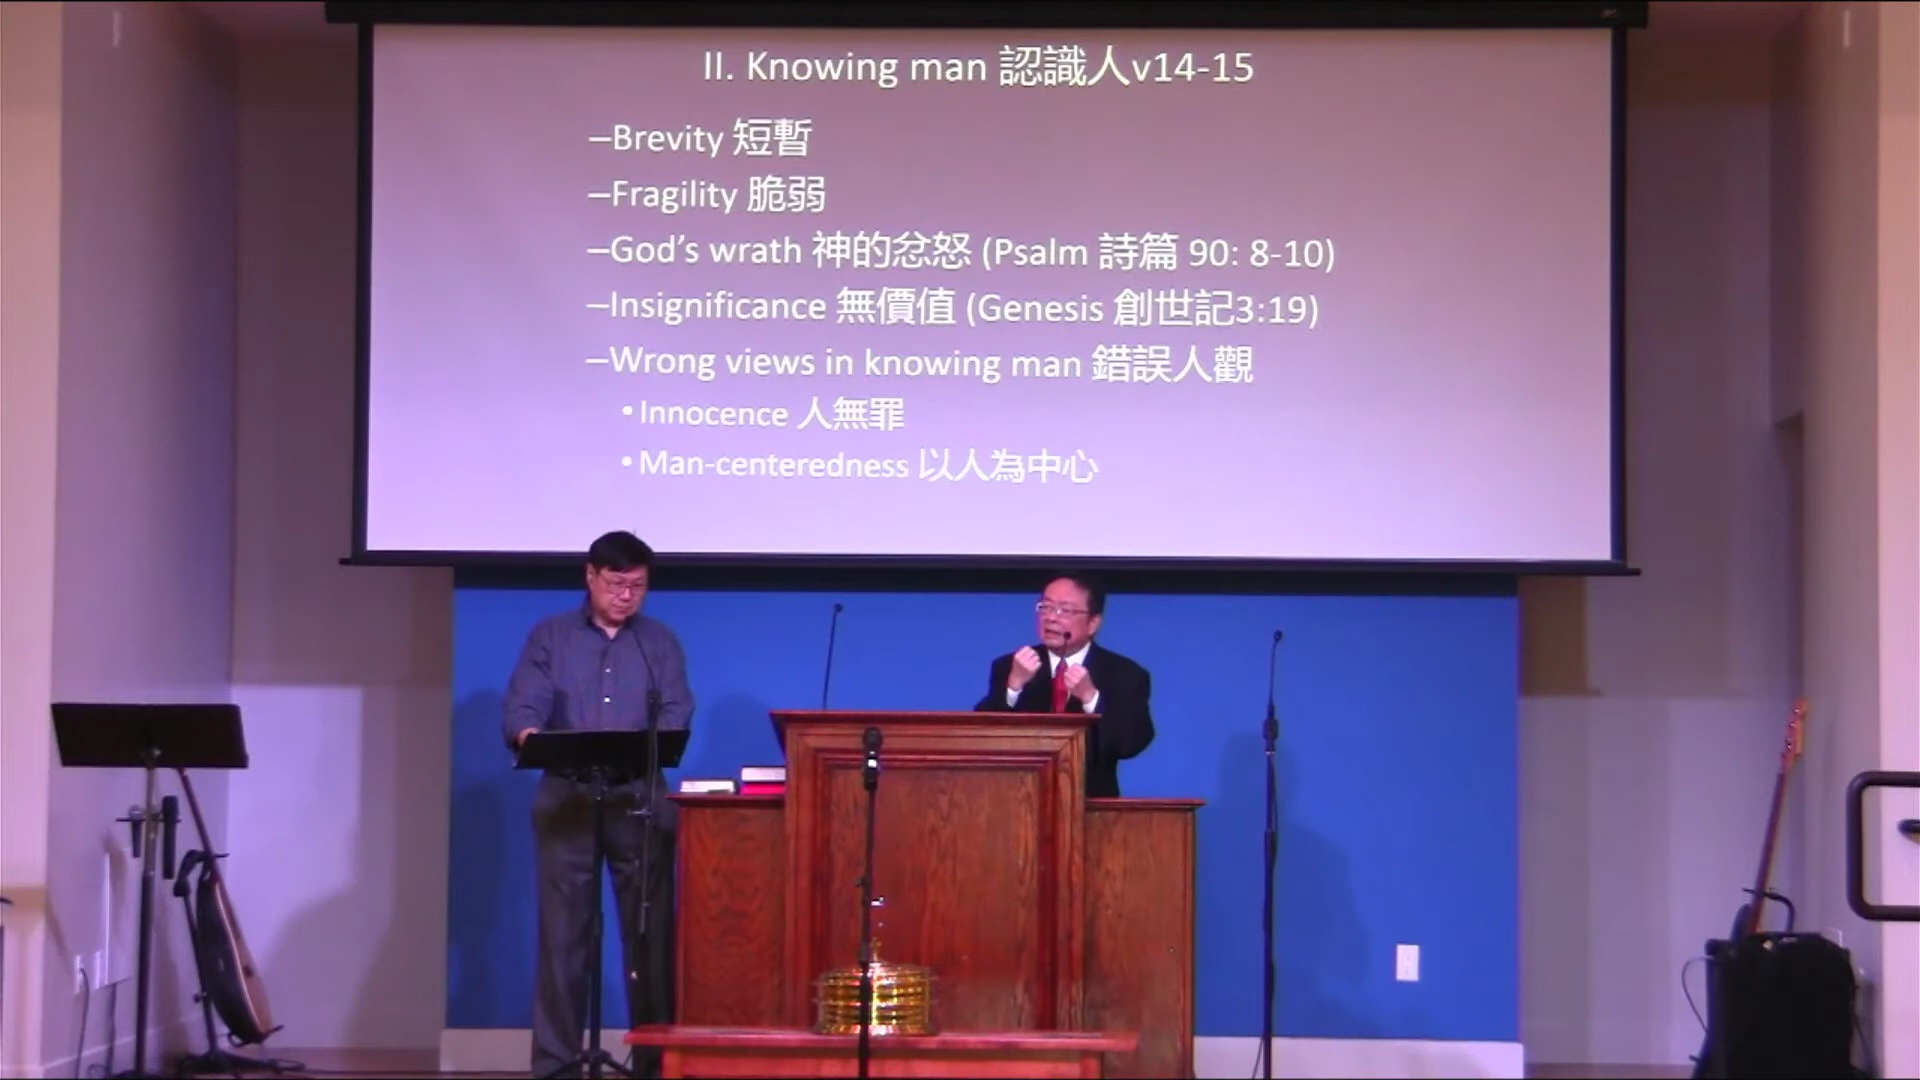 II. Knowing man 認識人v14-15
–Brevity 短暫
–Fragility 脆弱
–God’s wrath 神的忿怒 (Psalm 詩篇 90: 8-10)
–Insignificance 無價值 (Genesis 創世記3:19)
–Wrong views in knowing man 錯誤人觀
•Innocence 人無罪
•Man-centeredness 以人為中心